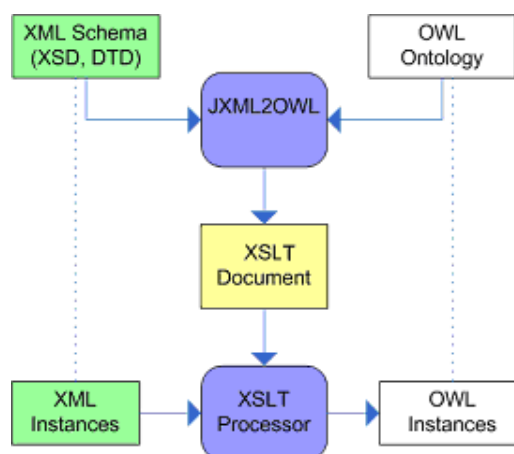 XML Schema
(XSD, DTD)
OWL
Ontology
JXML2OWL
XSLT
Document
XML
Instances
XSLT
Processor
OWL
Instances